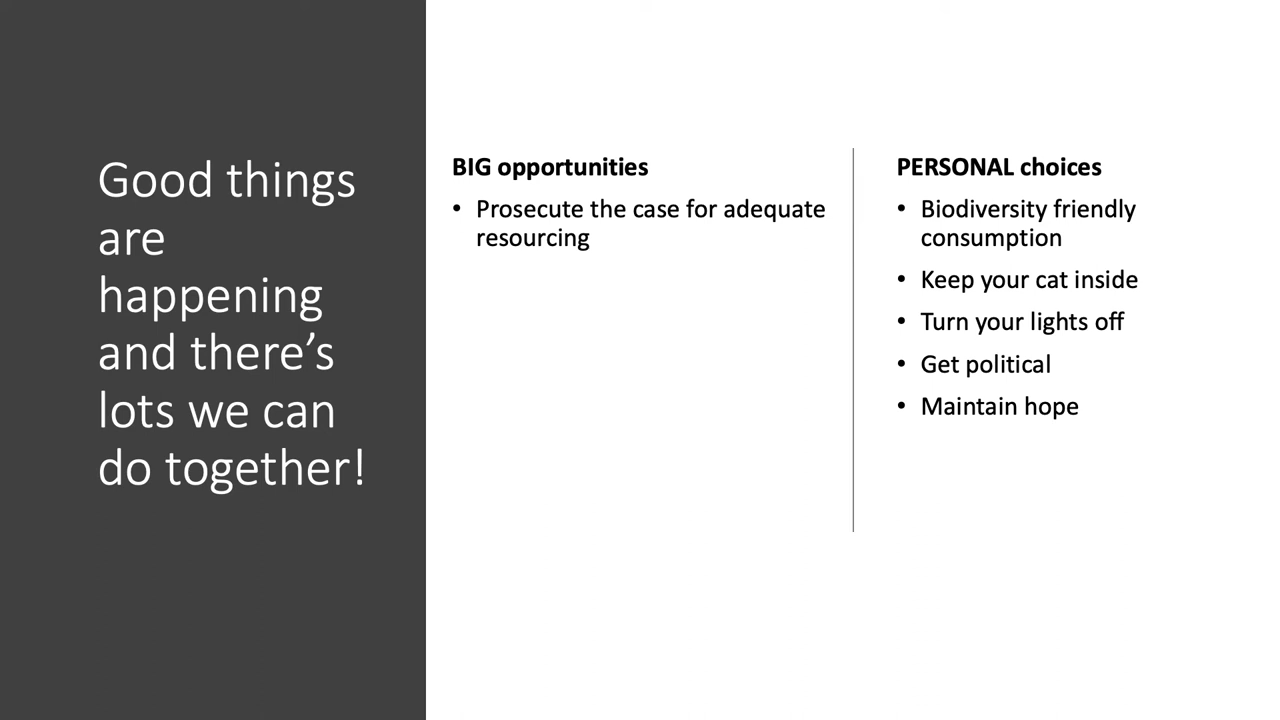 Good things
are
happening
and there’s
lots we can
do together!
BIG opportunities
• Prosecute the case for adequate
resourcing
PERSONAL choices
• Biodiversity friendly
consumption
• Keep your cat inside
• Turn your lights off
• Get political
• Maintain hope